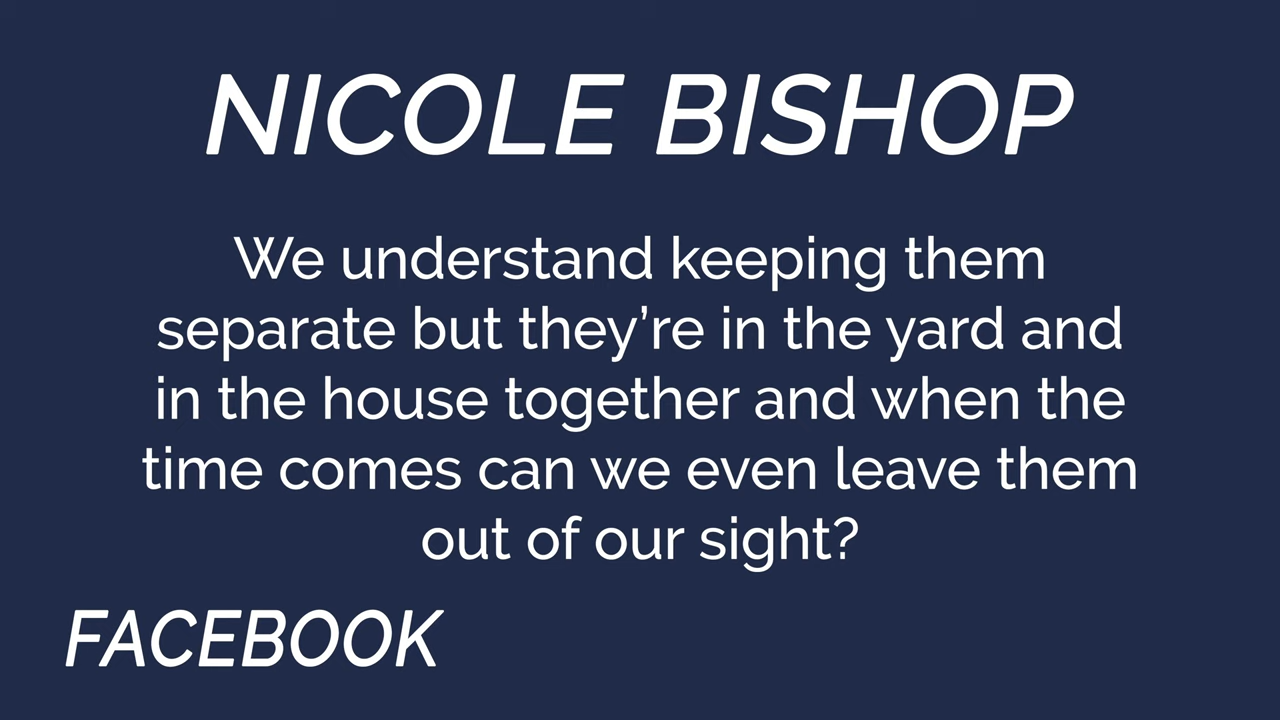 NICOLE BISHOP
We understand keeping them
separate but they’re in the yard and
in the house together and when the
time comes can we even leave them
out of our sight?
FACEBOOK